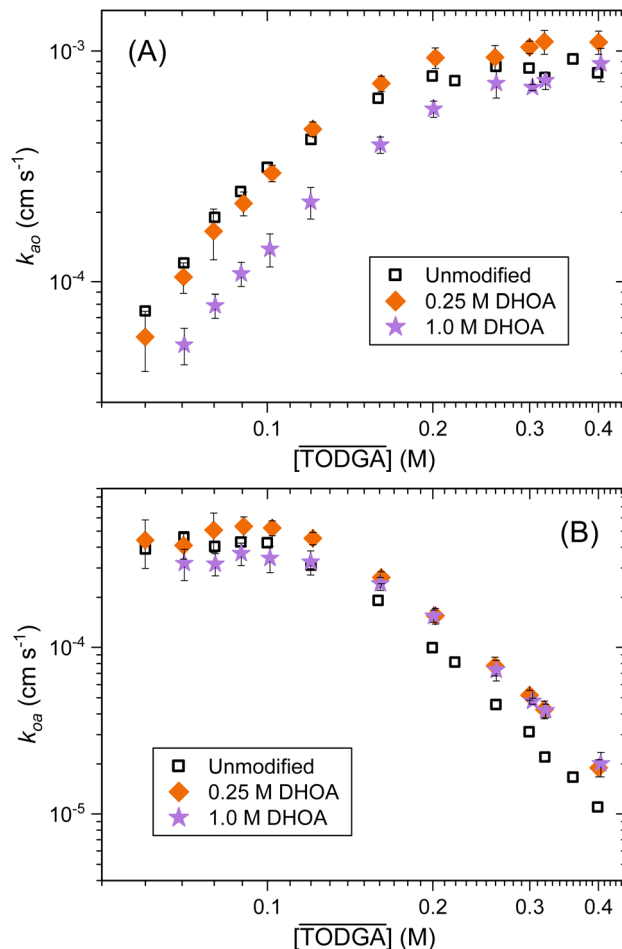 (A)
10⁻³
10⁻⁴
k_ao (cm s⁻¹)
Unmodified
0.25 M DHOA
1.0 M DHOA
0.1 0.2 0.3 0.4
[TODGA] (M)
(B)
10⁻⁴
10⁻⁵
k_oa (cm s⁻¹)
Unmodified
0.25 M DHOA
1.0 M DHOA
0.1 0.2 0.3 0.4
[TODGA] (M)